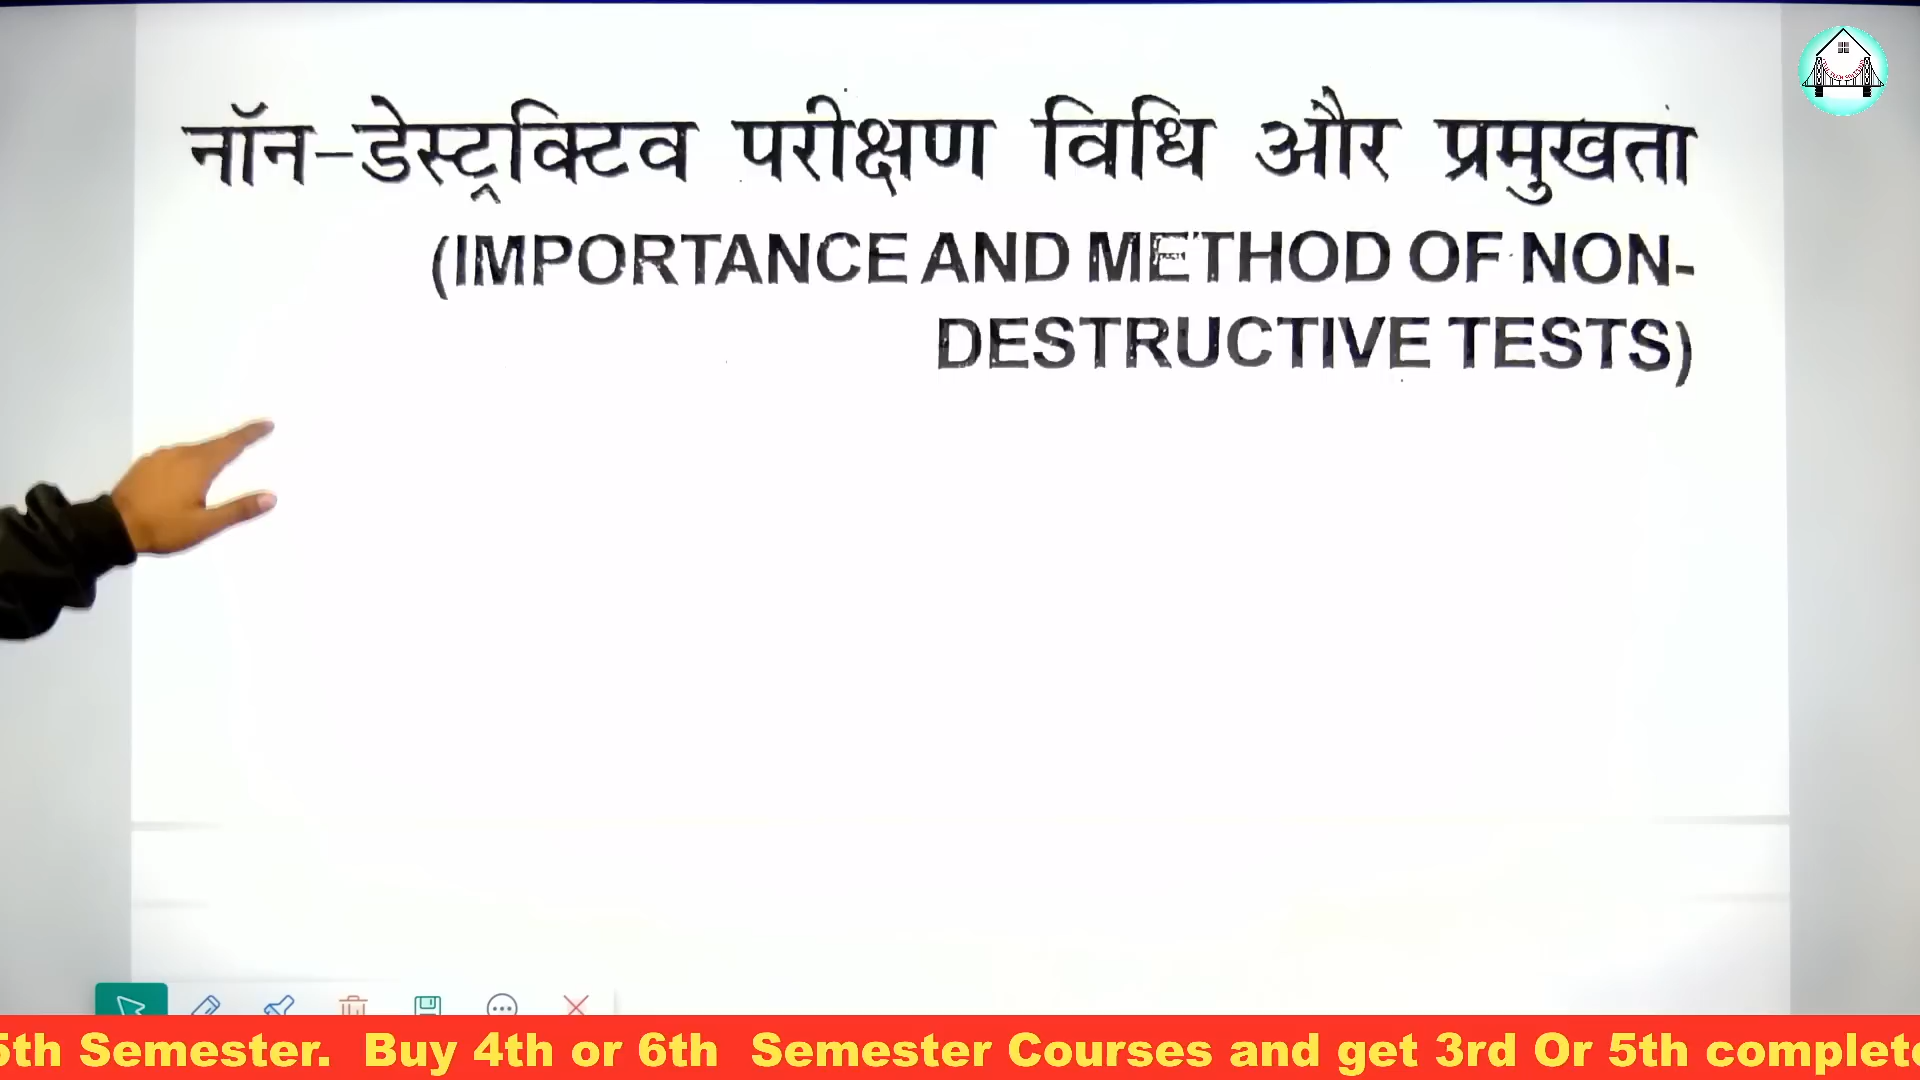 नॉन-डेस्ट्रक्टिव परीक्षण विधि और प्रमुखता
(IMPORTANCE AND METHOD OF NON-
DESTRUCTIVE TESTS)
5th Semester. Buy 4th or 6th Semester Courses and get 3rd Or 5th complete